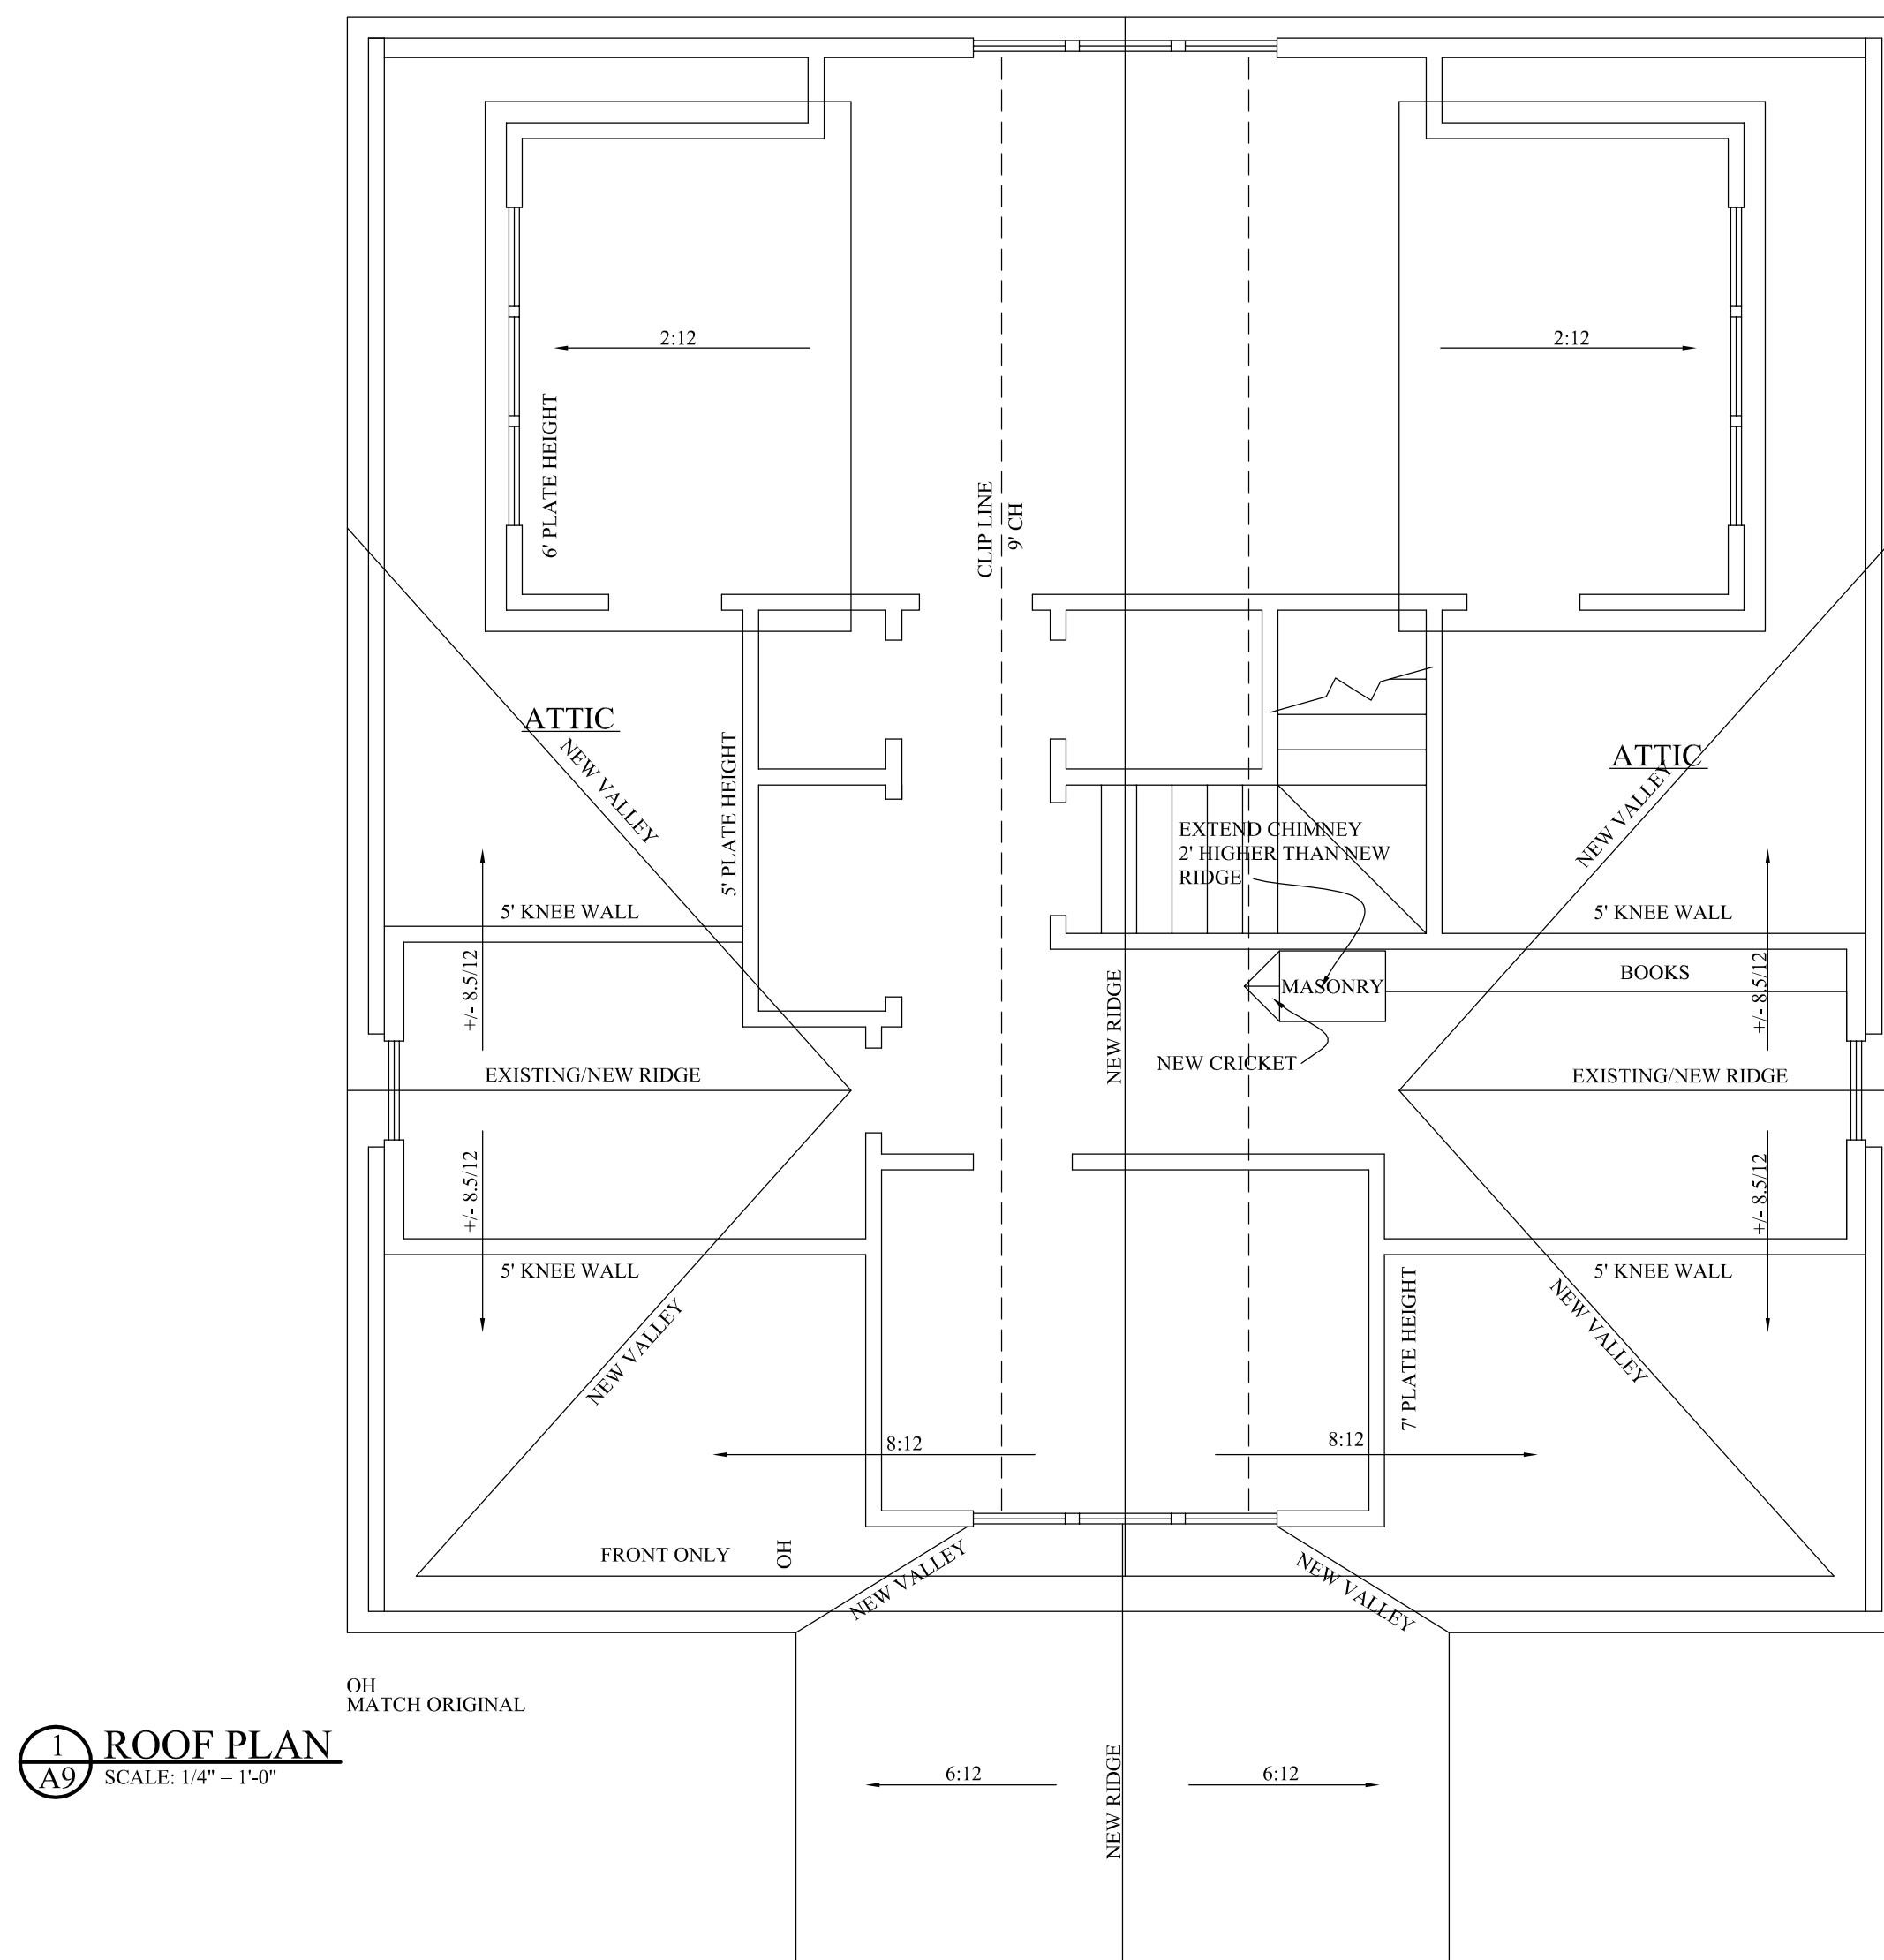 2:12
2:12
6' PLATE HEIGHT
CLIP LINE
9' CH
ATTIC
NEW VALLEY
5' PLATE HEIGHT
ATTIC
NEW VALLEY
EXTEND CHIMNEY
2' HIGHER THAN NEW
RIDGE
5' KNEE WALL
5' KNEE WALL
+/- 8.5/12
BOOKS
+/- 8.5/12
MASONRY
NEW RIDGE
NEW CRICKET
EXISTING/NEW RIDGE
EXISTING/NEW RIDGE
+/- 8.5/12
+/- 8.5/12
5' KNEE WALL
5' KNEE WALL
NEW VALLEY
7' PLATE HEIGHT
NEW VALLEY
8:12
8:12
FRONT ONLY
OH
NEW VALLEY
NEW VALLEY
OH
MATCH ORIGINAL
1
A9
ROOF PLAN
SCALE: 1/4" = 1'-0"
6:12
NEW RIDGE
6:12